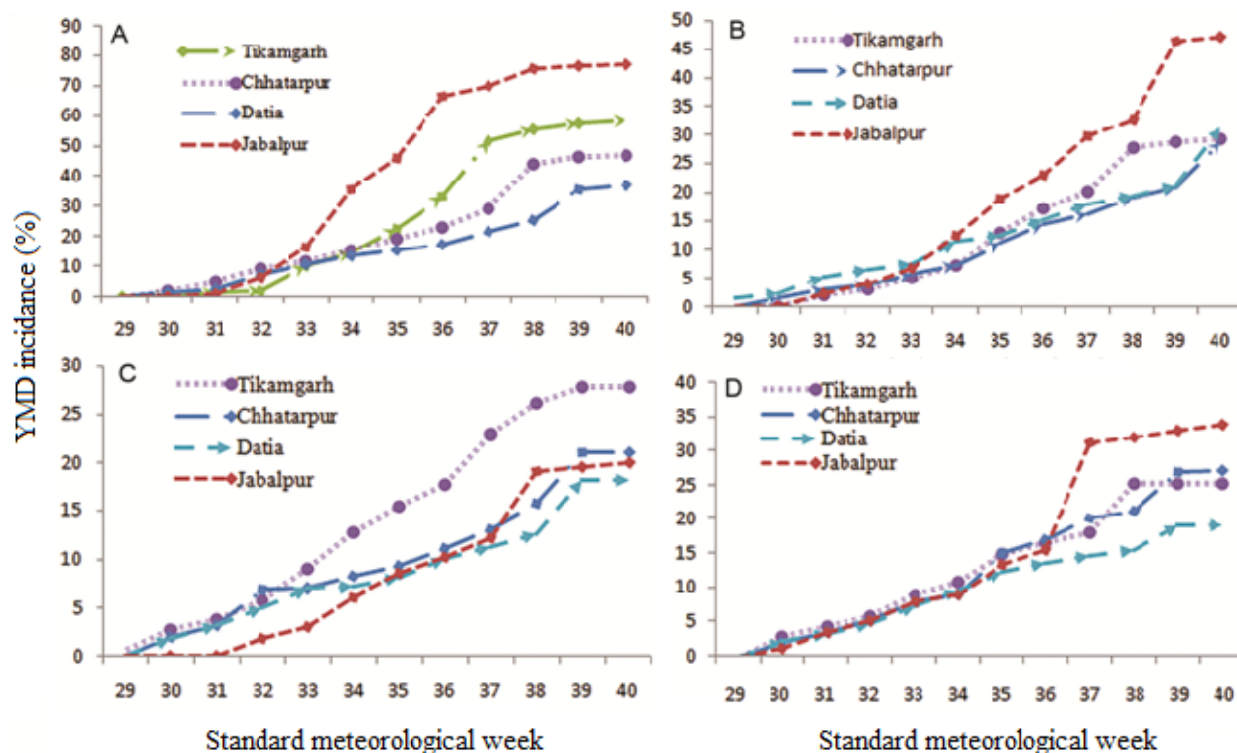 A
Tikamgarh
Chhatarpur
Datia
Jabalpur
90
80
70
60
50
40
30
20
10
0
29 30 31 32 33 34 35 36 37 38 39 40
B
Tikamgarh
Chhatarpur
Datia
Jabalpur
50
45
40
35
30
25
20
15
10
5
0
29 30 31 32 33 34 35 36 37 38 39 40
C
Tikamgarh
Chhatarpur
Datia
Jabalpur
30
25
20
15
10
5
0
29 30 31 32 33 34 35 36 37 38 39 40
D
Tikamgarh
Chhatarpur
Datia
Jabalpur
40
35
30
25
20
15
10
5
0
29 30 31 32 33 34 35 36 37 38 39 40
YMD incidance (%)
Standard meteorological week
Standard meteorological week